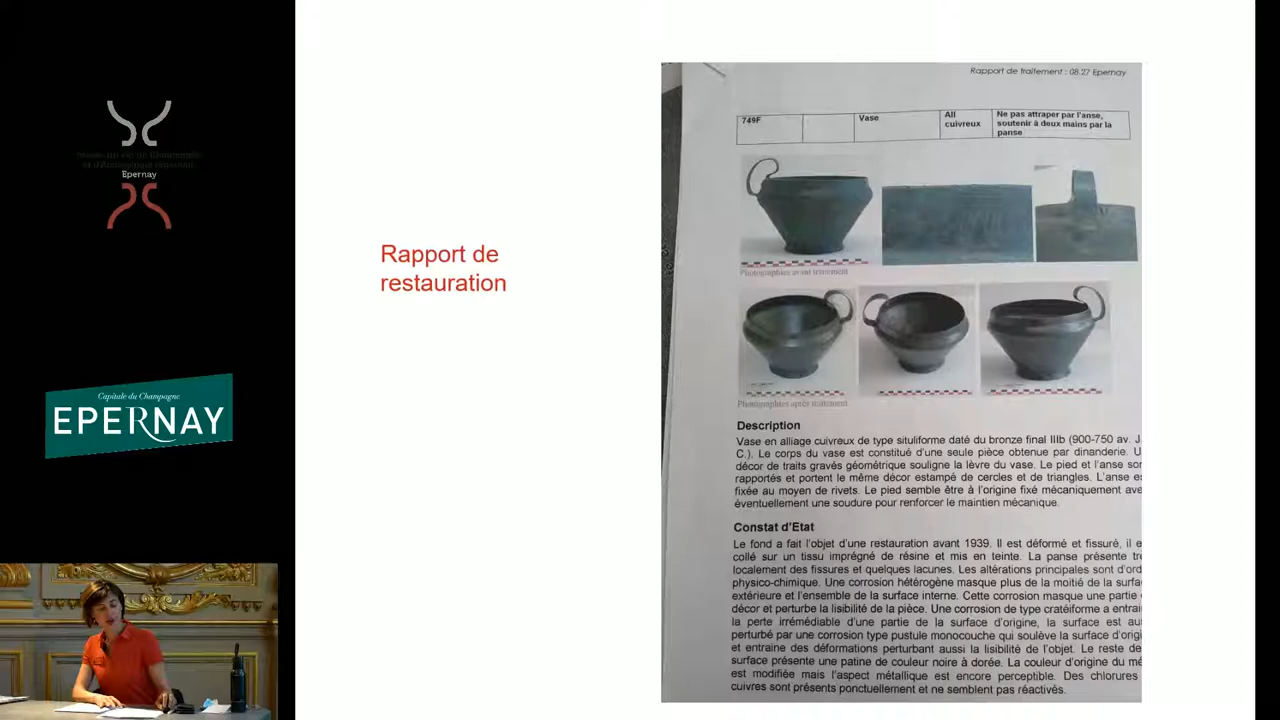 Epernay
Capitale du Champagne
EPERNAY
Rapport de
restauration
Rapport de traitement : 08.27 Epernay
749F
Vase
All
cuivreux
Ne pas attraper par l'anse,
soutenir à deux mains par la
panse
Photographies avant traitement
Photographies après traitement
Description
Vase en alliage cuivreux de type situliforme daté du bronze final IIIb (900-750 av. J.
C.). Le corps du vase est constitué d'une seule pièce obtenue par dinanderie. U
décor de traits gravés géométrique souligne la lèvre du vase. Le pied et l'anse son
rapportés et portent le même décor estampé de cercles et de triangles. L'anse es
fixée au moyen de rivets. Le pied semble être à l'origine fixé mécaniquement ave
éventuellement une soudure pour renforcer le maintien mécanique.
Constat d'Etat
Le fond a fait l'objet d'une restauration avant 1939. Il est déformé et fissuré, il e
collé sur un tissu imprégné de résine et mis en teinte. La panse présente tre
localement des fissures et quelques lacunes. Les altérations principales sont d'ord
physico-chimique. Une corrosion hétérogène masque plus de la moitié de la surfa
extérieure et l'ensemble de la surface interne. Cette corrosion masque une partie
décor et perturbe la lisibilité de la pièce. Une corrosion de type cratéiforme a entrai
la perte irrémédiable d'une partie de la surface d'origine, la surface est aus
perturbé par une corrosion type pustule monocouche qui soulève la surface d'origi
et entraine des déformations perturbant aussi la lisibilité de l'objet. Le reste de
surface présente une patine de couleur noire à dorée. La couleur d'origine du mé
est modifiée mais l'aspect métallique est encore perceptible. Des chlorures
cuivres sont présents ponctuellement et ne semblent pas réactivés.